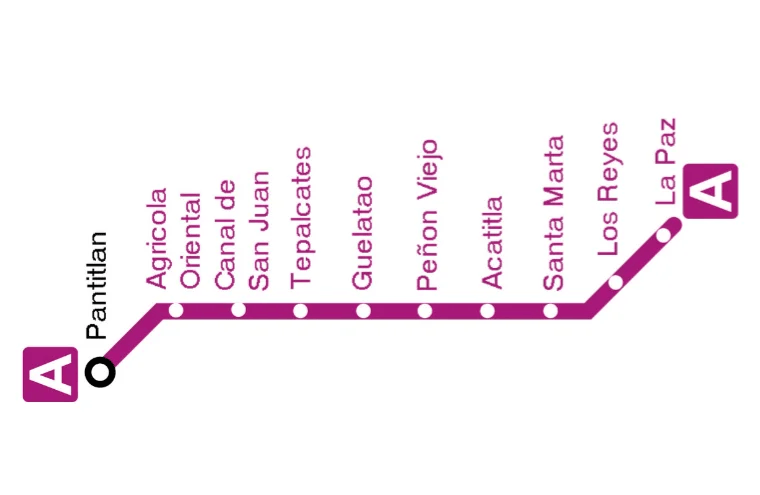 A
Pantitlan
Agricola
Oriental
Canal de
San Juan
Tepalcates
Guelatao
Peñon Viejo
Acatitla
Santa Marta
Los Reyes
La Paz
A